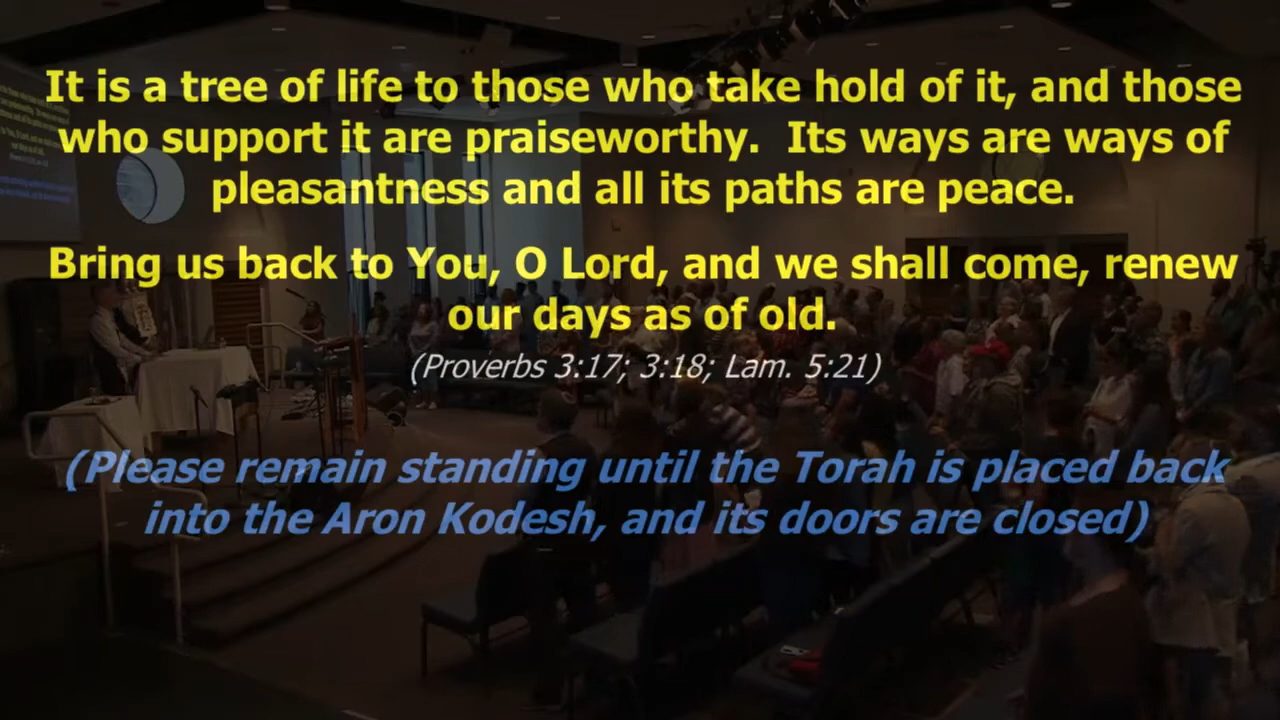 It is a tree of life to those who take hold of it, and those
who support it are praiseworthy.  Its ways are ways of
pleasantness and all its paths are peace.
Bring us back to You, O Lord, and we shall come, renew
our days as of old.
(Proverbs 3:17; 3:18; Lam. 5:21)
(Please remain standing until the Torah is placed back
into the Aron Kodesh, and its doors are closed)